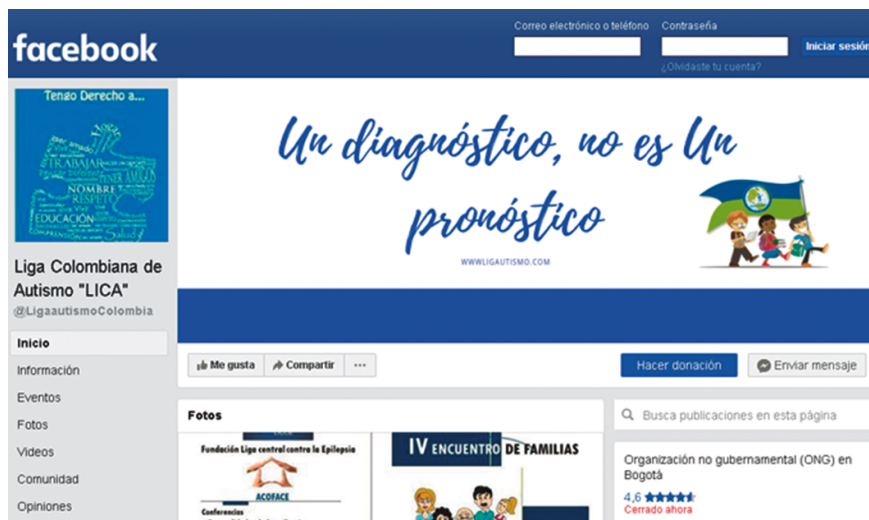 Correo electrónico o teléfono
Contraseña
facebook
Iniciar sesión
¿Olvidaste tu cuenta?
Tengo Derecho a...
TRABAJAR
TENER AMIGOS
NOMBRE
RESPETO
EDUCACIÓN
Salud
Un diagnóstico, no es Un
pronóstico
WWW.LIGAUTISMO.COM
Liga Colombiana de
Autismo "LICA"
@LigaautismoColombia
Inicio
Información
Eventos
Fotos
Videos
Comunidad
Opiniones
Me gusta
Compartir
Hacer donación
Enviar mensaje
Fotos
Fundación Liga central contra la Epilepsia
ACOFACE
Conferencias
IV ENCUENTRO DE FAMILIAS
Busca publicaciones en esta página
Organización no gubernamental (ONG) en
Bogotá
4,6
Cerrado ahora